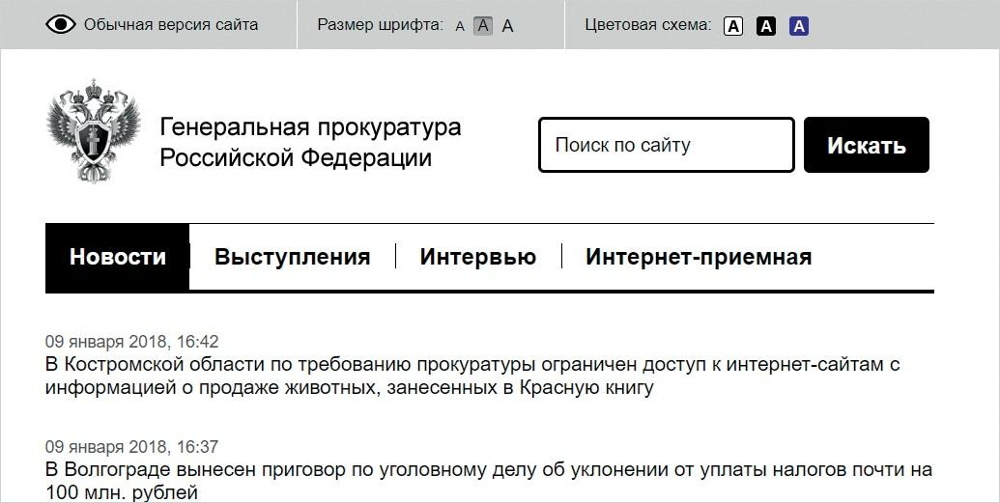 Обычная версия сайта Размер шрифта: A A A Цветовая схема: A A A
Генеральная прокуратура
Российской Федерации
Поиск по сайту Искать
Новости Выступления Интервью Интернет-приемная
09 января 2018, 16:42
В Костромской области по требованию прокуратуры ограничен доступ к интернет-сайтам с
информацией о продаже животных, занесенных в Красную книгу
09 января 2018, 16:37
В Волгограде вынесен приговор по уголовному делу об уклонении от уплаты налогов почти на
100 млн. рублей